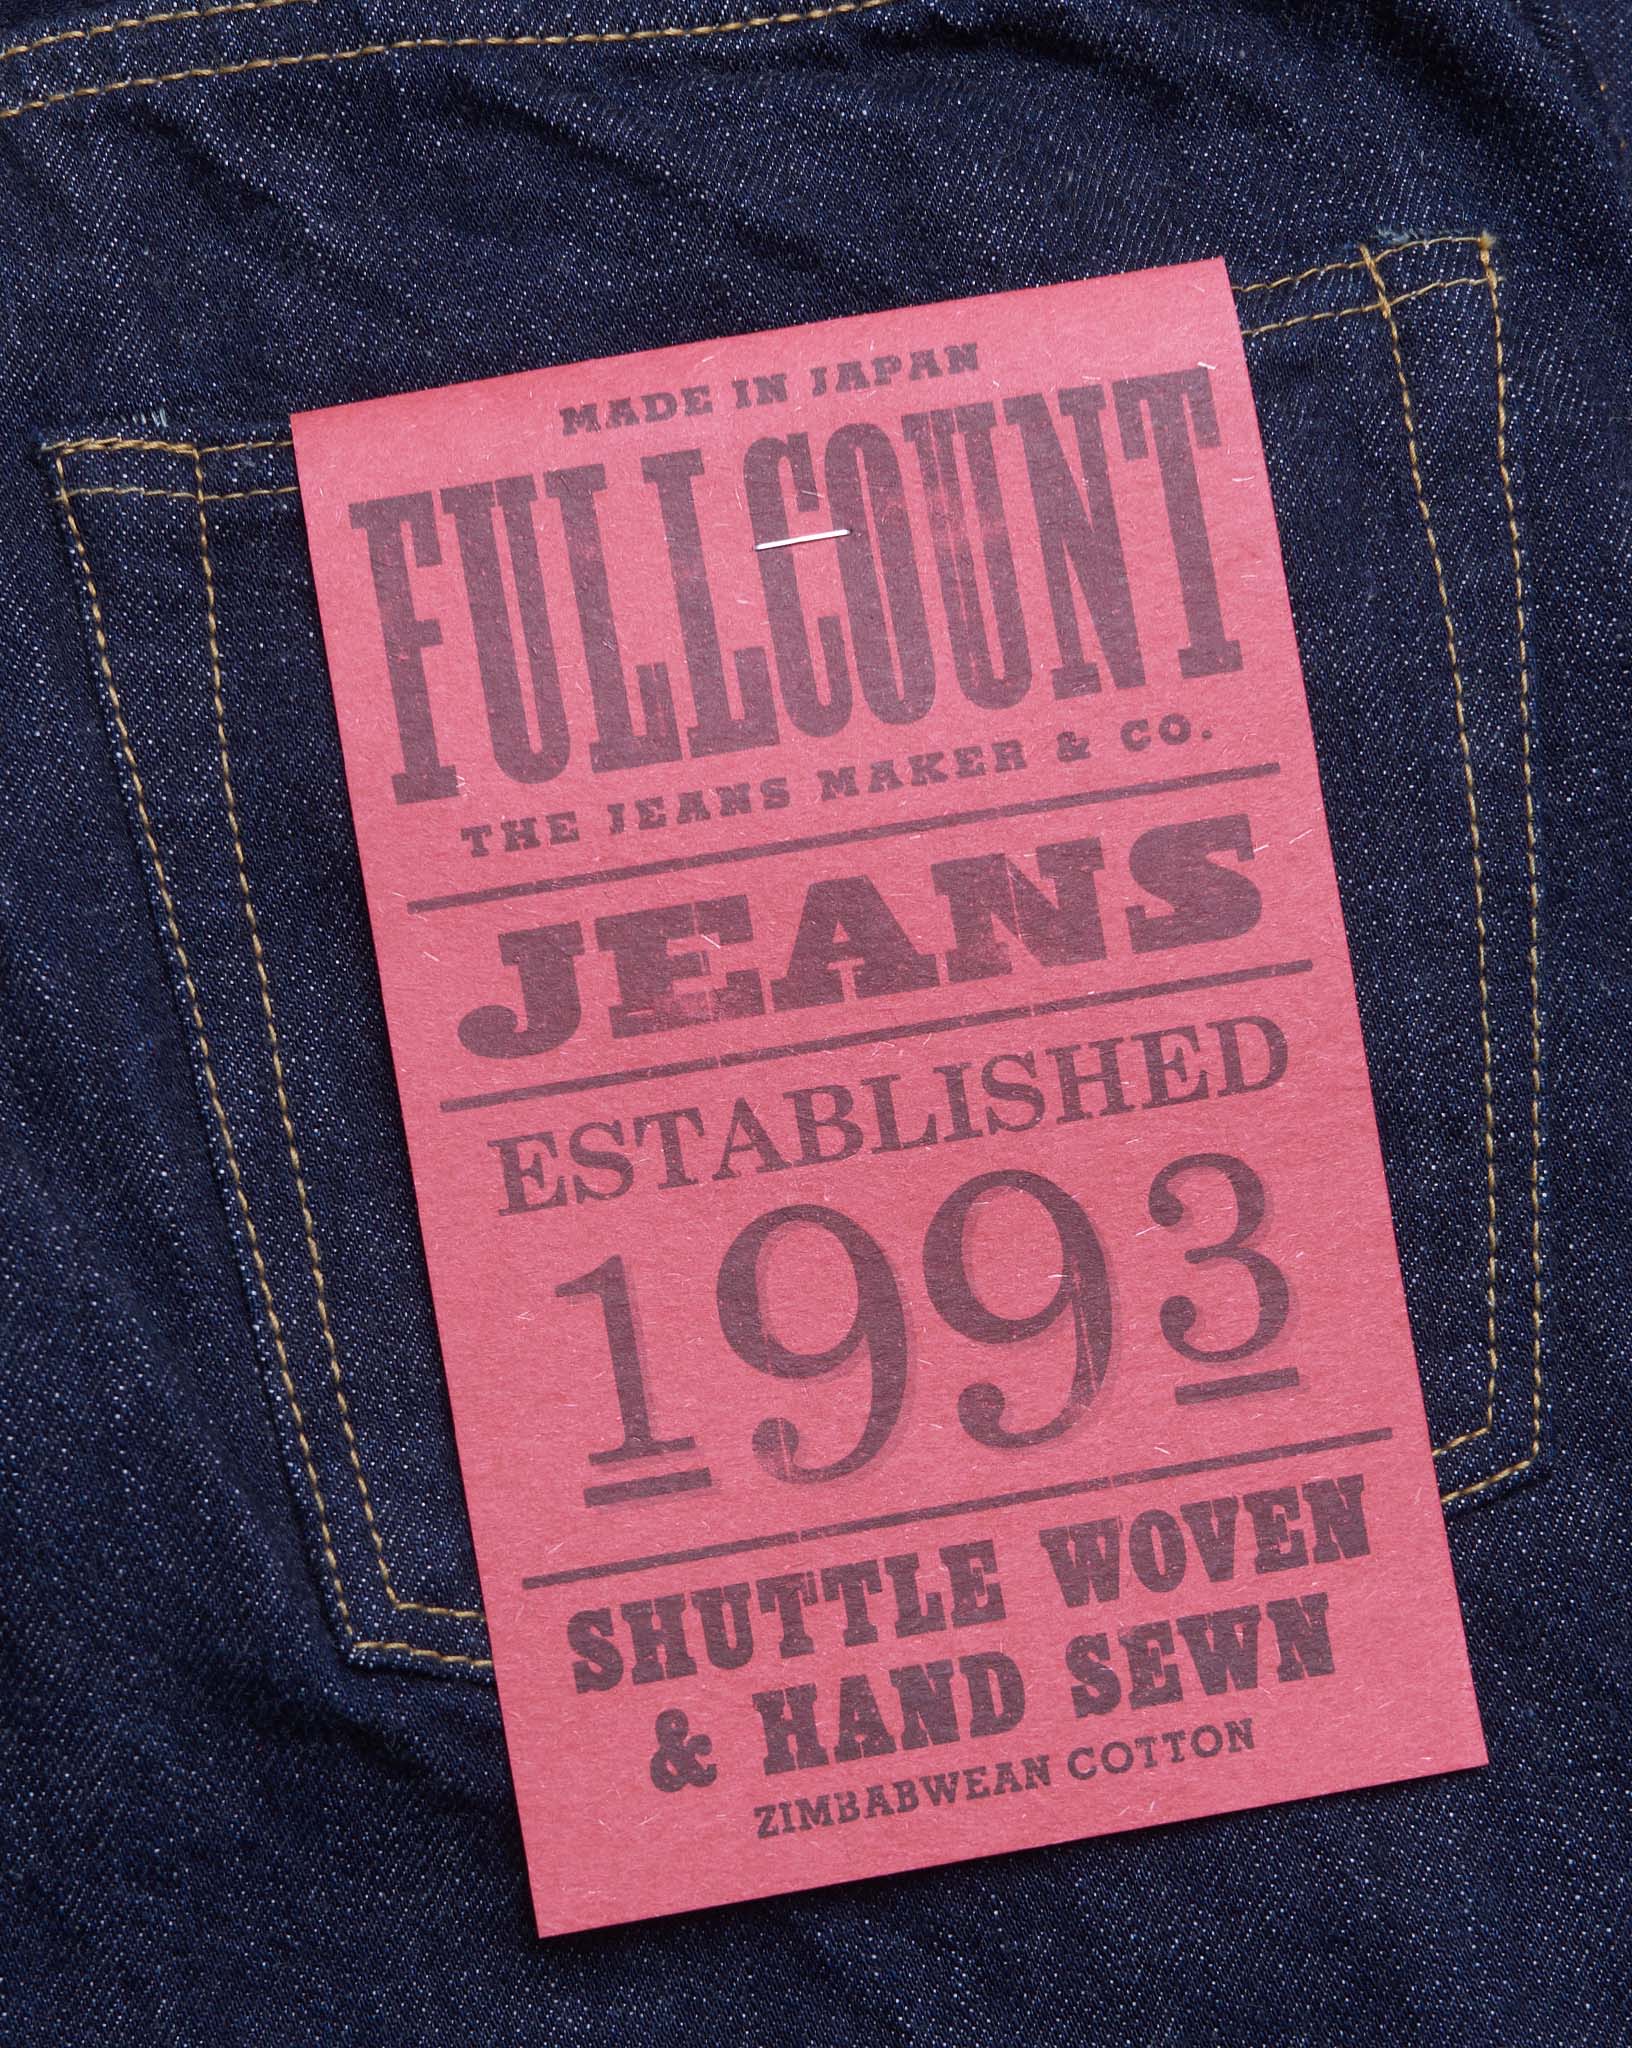 MADE IN JAPAN
FULLCOUNT
THE JEANS MAKER & CO.
JEANS
ESTABLISHED
1993
SHUTTLE WOVEN
& HAND SEWN
ZIMBABWEAN COTTON